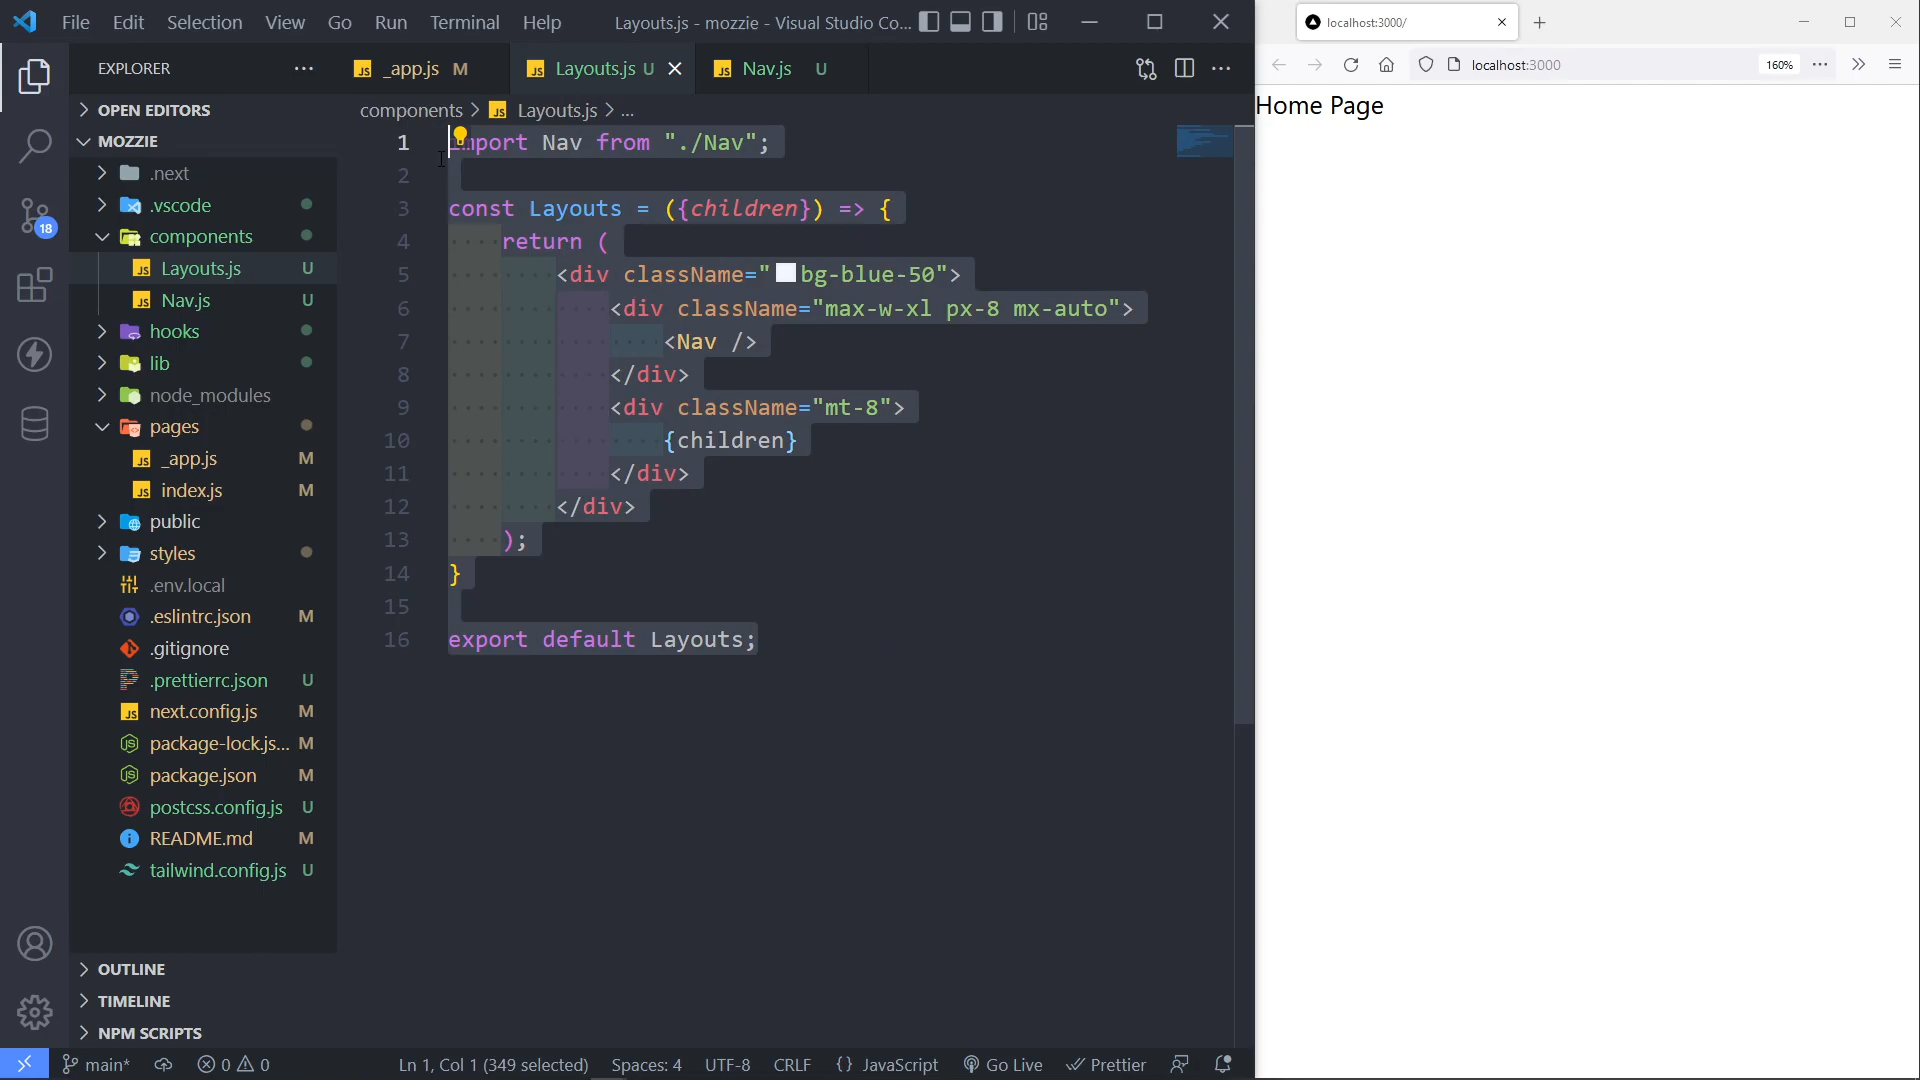 File Edit Selection View Go Run Terminal Help Layouts.js - mozzie - Visual Studio Co...
localhost:3000/
EXPLORER
_app.js M
Layouts.js U
Nav.js U
localhost:3000
160%
OPEN EDITORS
components > Layouts.js > ...
Home Page
MOZZIE
.next
.vscode
components
Layouts.js U
Nav.js U
hooks
lib
node_modules
pages
_app.js M
index.js M
public
styles
.env.local
.eslintrc.json M
.gitignore
.prettierrc.json U
next.config.js M
package-lock.js... M
package.json M
postcss.config.js U
README.md M
tailwind.config.js U
OUTLINE
TIMELINE
NPM SCRIPTS
18
1 import Nav from "./Nav";
2
3 const Layouts = ({children}) => {
4 return (
5 <div className="bg-blue-50">
6 <div className="max-w-xl px-8 mx-auto">
7 <Nav />
8 </div>
9 <div className="mt-8">
10 {children}
11 </div>
12 </div>
13 );
14 }
15
16 export default Layouts;
main* 0 0 Ln 1, Col 1 (349 selected) Spaces: 4 UTF-8 CRLF {} JavaScript Go Live Prettier